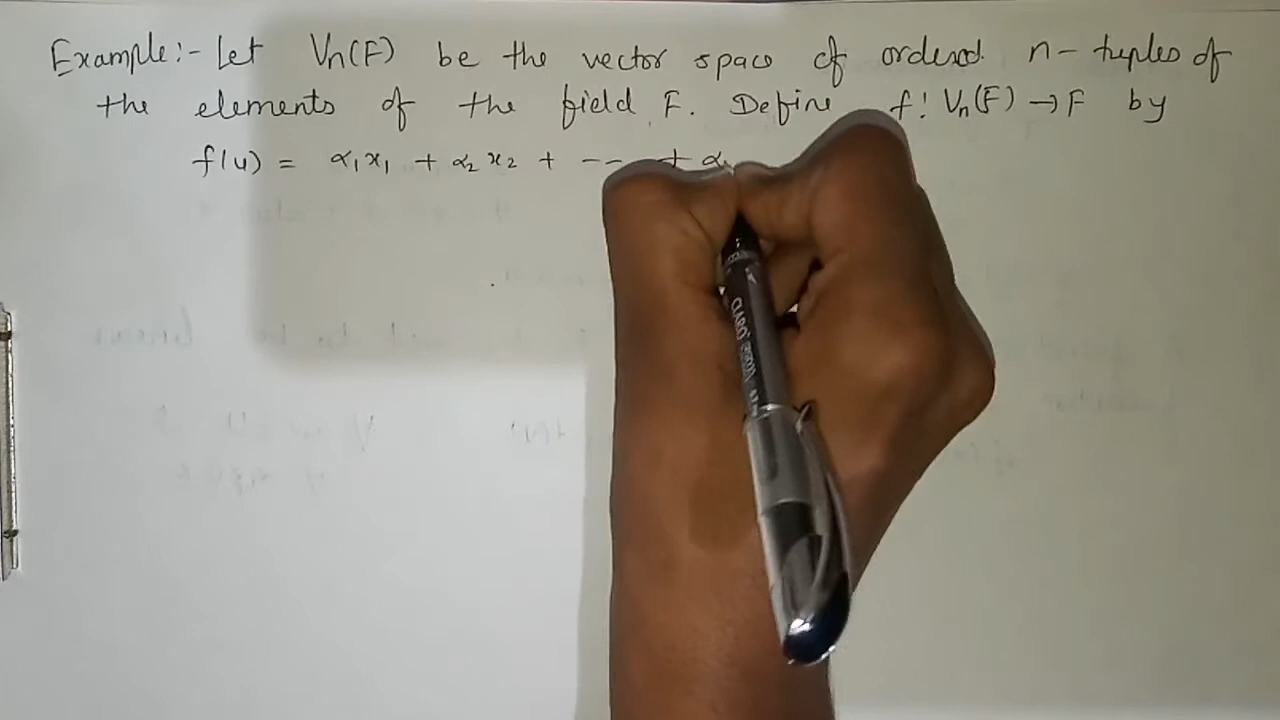 Example:- Let Vn(F) be the vector space of ordered n-tuples of
the elements of the field F. Define f: Vn(F) → F by
f(u) = α1x1 + α2x2 + --- + α
CLARO